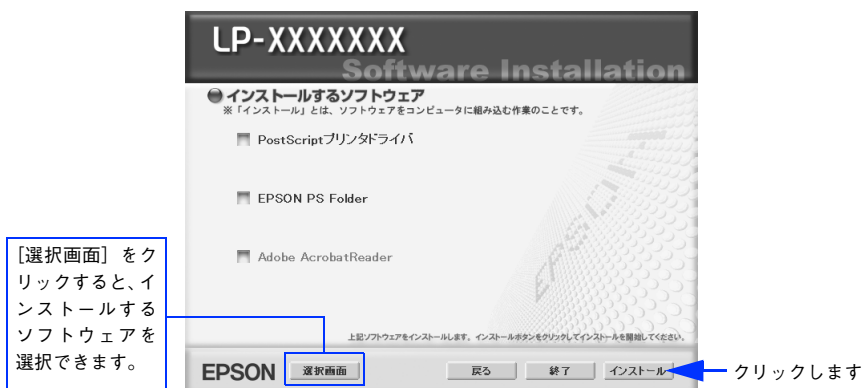 LP-XXXXXXX
Software Installation
インストールするソフトウェア
※「インストール」とは、ソフトウェアをコンピュータに組み込む作業のことです。
PostScriptプリンタドライバ
EPSON PS Folder
Adobe AcrobatReader
[選択画面] をク
リックすると、イ
ンストールする
ソフトウェアを
選択できます。
上記ソフトウェアをインストールします。インストールボタンをクリックしてインストールを開始してください。
EPSON
選択画面
戻る
終了
インストール
クリックします
EPSON